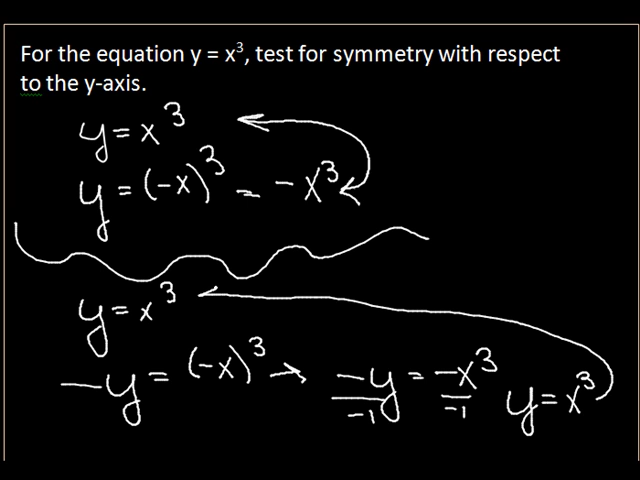 For the equation y = x³, test for symmetry with respect
to the y-axis.
y = x³
y = (-x)³ = -x³
y = x³
-y = (-x)³ → -y/-1 = -x³/-1 y = x³